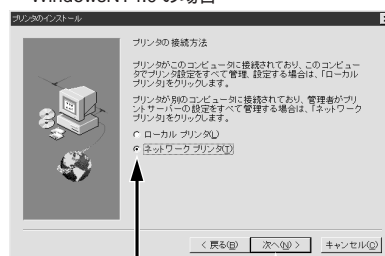 WindowsNT4.0の場合
プリンタのインストール
プリンタの接続方法
プリンタがこのコンピュータに接続されており、このコンピュー
タでプリンタ設定をすべて管理、設定する場合は、「ローカル
プリンタ」をクリックします。
プリンタが別のコンピュータに接続されており、管理者がプリ
ントサーバーの設定をすべて管理する場合は、「ネットワーク
プリンタ」をクリックします。
ローカル プリンタ(L)
ネットワーク プリンタ(T)
< 戻る(B)
次へ(N) >
キャンセル(C)